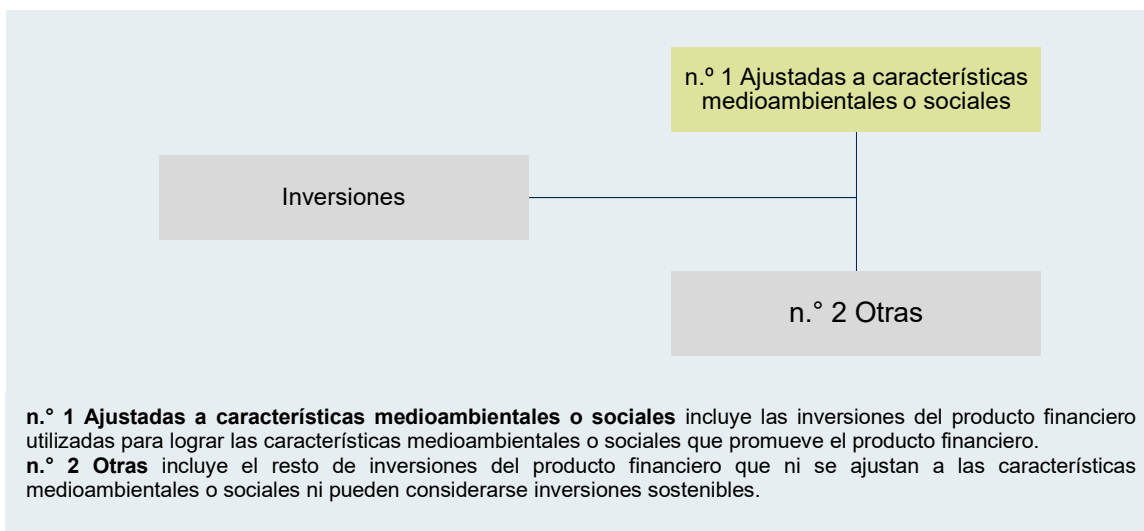 n.º 1 Ajustadas a características
medioambientales o sociales
Inversiones
n.° 2 Otras
n.° 1 Ajustadas a características medioambientales o sociales incluye las inversiones del producto financiero
utilizadas para lograr las características medioambientales o sociales que promueve el producto financiero.
n.° 2 Otras incluye el resto de inversiones del producto financiero que ni se ajustan a las características
medioambientales o sociales ni pueden considerarse inversiones sostenibles.